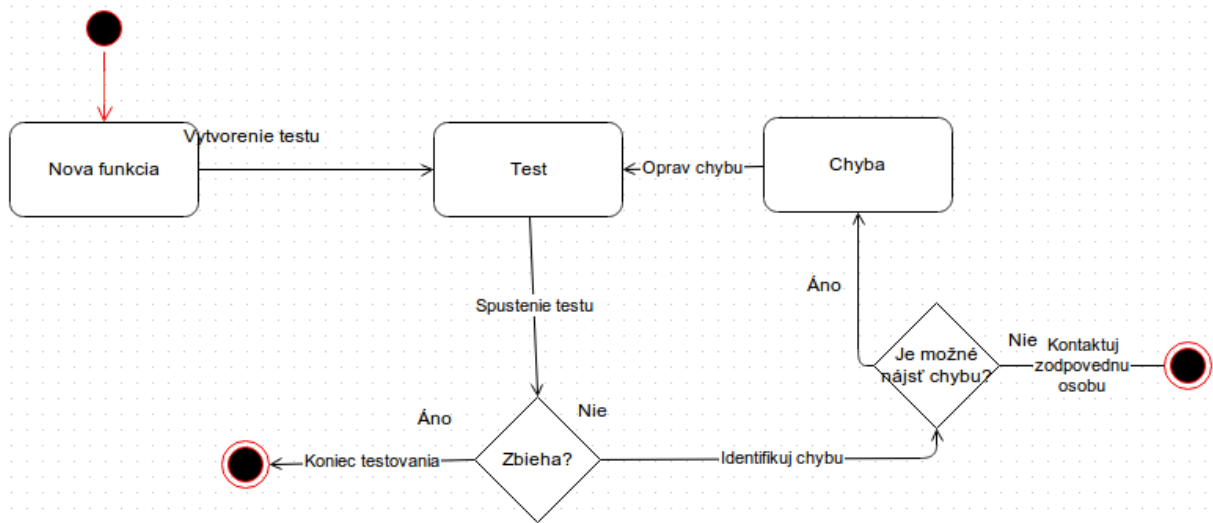 Vytvorenie testu
Nova funkcia
Test
Oprav chybu
Chyba
Spustenie testu
Áno
Je možné
nájsť chybu?
Nie
Kontaktuj
zodpovednu
osobu
Áno
Nie
Koniec testovania
Zbieha?
Identifikuj chybu